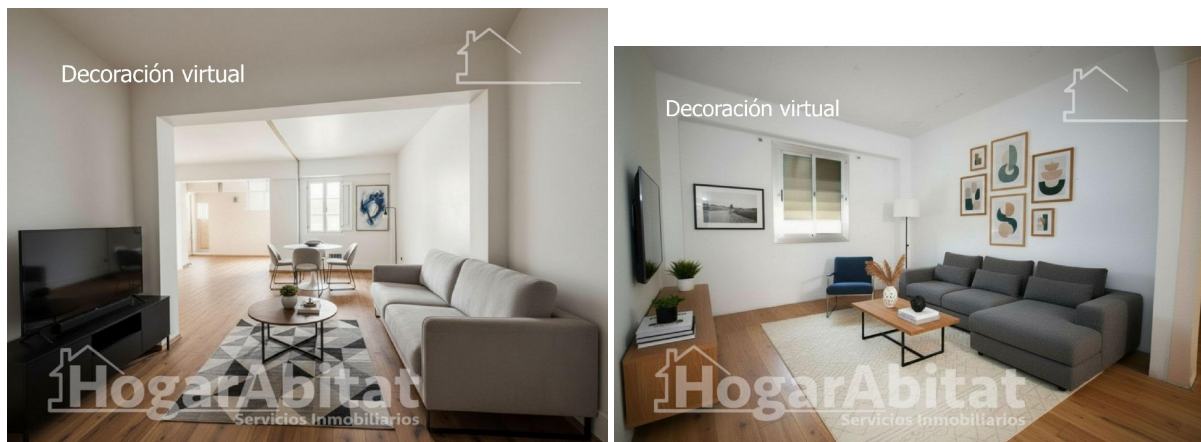 Decoración virtual
HogarAbitat
Servicios Inmobiliarios
Decoración virtual
HogarAbitat
Servicios Inmobiliarios